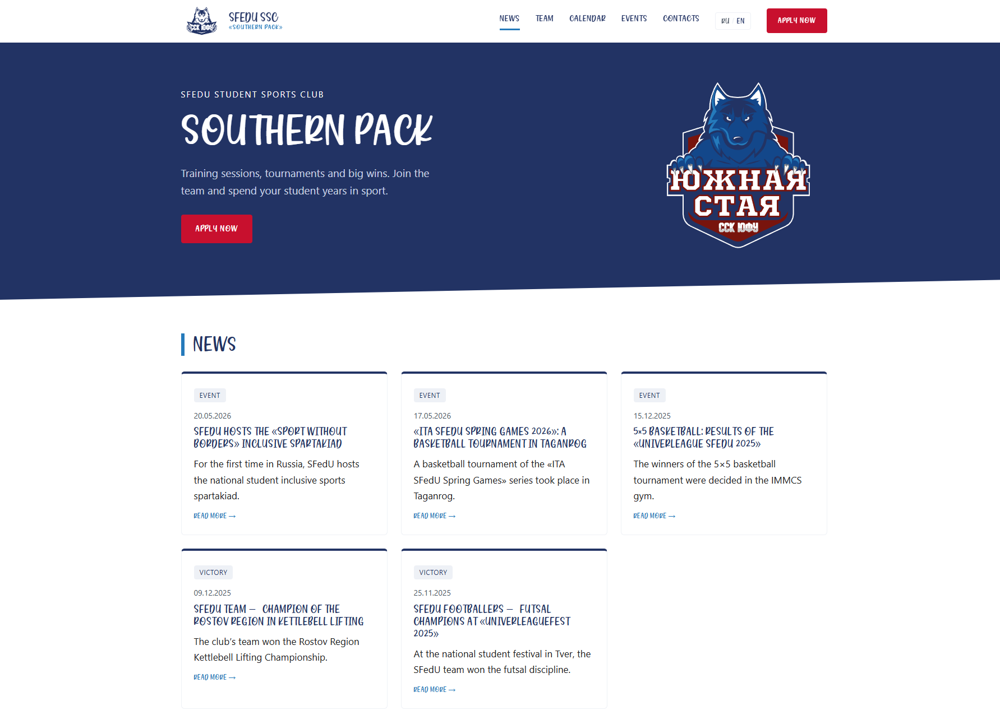 ССК ЮФУ
SFEDU SSC
«SOUTHERN PACK»
NEWS
TEAM
CALENDAR
EVENTS
CONTACTS
RU / EN
APPLY NOW
SFEDU STUDENT SPORTS CLUB
SOUTHERN PACK
Training sessions, tournaments and big wins. Join the
team and spend your student years in sport.
APPLY NOW
ЮЖНАЯ
СТАЯ
ССК ЮФУ
NEWS
EVENT
20.05.2026
SFEDU HOSTS THE «SPORT WITHOUT
BORDERS» INCLUSIVE SPARTAKIAD
For the first time in Russia, SFedU hosts
the national student inclusive sports
spartakiad.
READ MORE →
EVENT
17.05.2026
«ITA SFEDU SPRING GAMES 2026»: A
BASKETBALL TOURNAMENT IN TAGANROG
A basketball tournament of the «ITA
SFedU Spring Games» series took place in
Taganrog.
READ MORE →
EVENT
15.12.2025
5×5 BASKETBALL: RESULTS OF THE
«UNIVERLEAGUE SFEDU 2025»
The winners of the 5×5 basketball
tournament were decided in the IMMCS
gym.
READ MORE →
VICTORY
09.12.2025
SFEDU TEAM — CHAMPION OF THE
ROSTOV REGION IN KETTLEBELL LIFTING
The club’s team won the Rostov Region
Kettlebell Lifting Championship.
READ MORE →
VICTORY
25.11.2025
SFEDU FOOTBALLERS — FUTSAL
CHAMPIONS AT «UNIVERLEAGUEFEST
2025»
At the national student festival in Tver, the
SFedU team won the futsal discipline.
READ MORE →